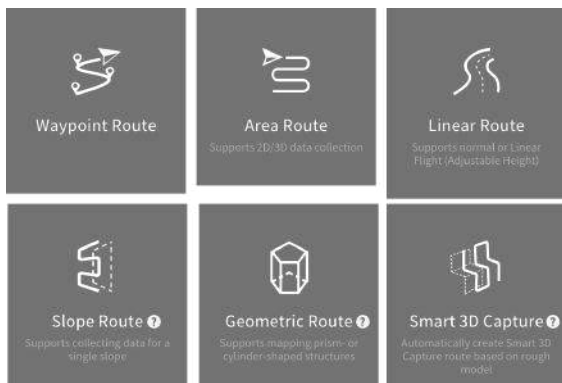 Waypoint Route
Area Route
Supports 2D/3D data collection
Linear Route
Supports normal or Linear
Flight (Adjustable Height)
Slope Route ?
Supports collecting data for a
single slope
Geometric Route ?
Supports mapping prism- or
cylinder-shaped structures
Smart 3D Capture ?
Automatically create Smart 3D
Capture route based on rough
model